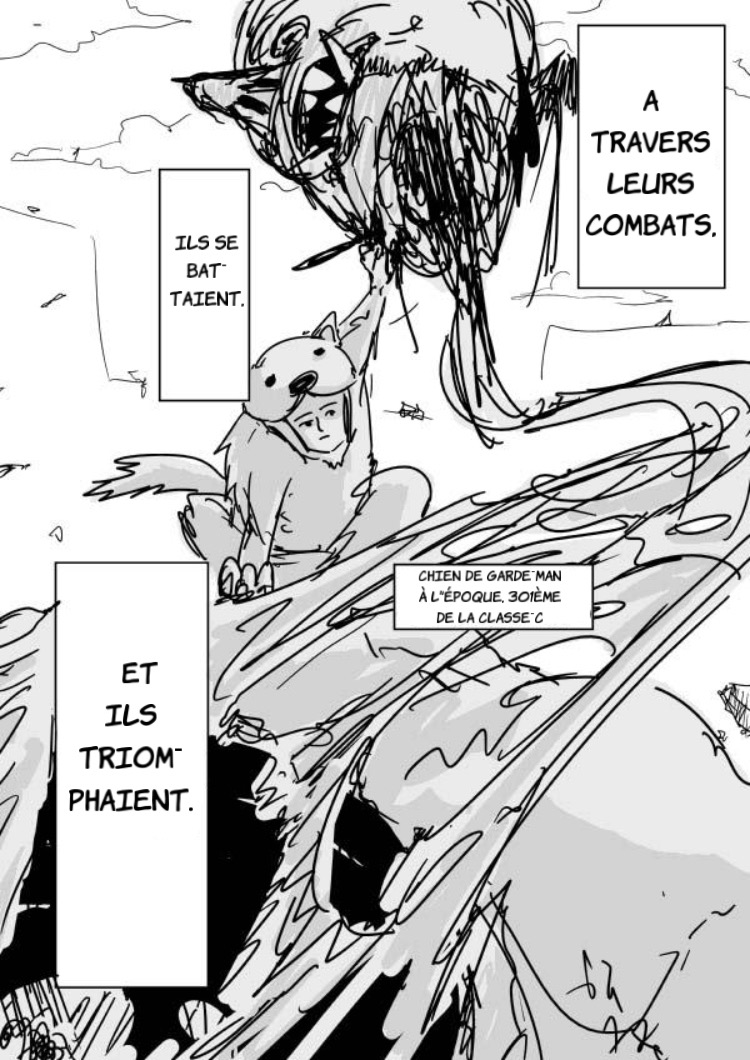 A
TRAVERS
LEURS
COMBATS.
ILS SE
BAT-
TAIENT.
CHIEN DE GARDE-MAN
À L"ÉPOQUE, 301ÈME
DE LA CLASSE-C
ET
ILS
TRIOM-
PHAIENT.